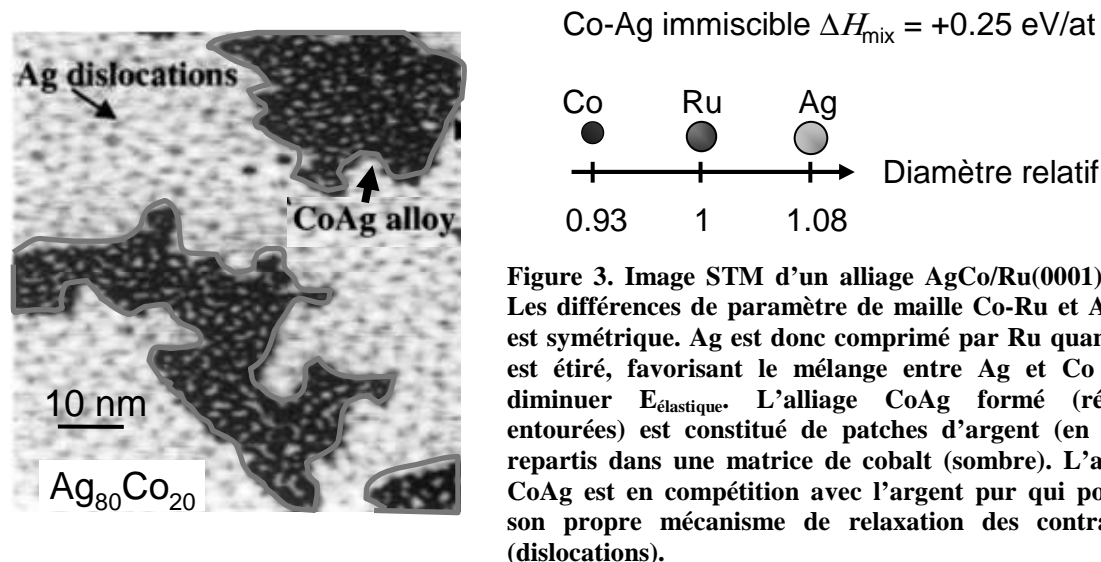 Ag dislocations
CoAg alloy
10 nm
Ag80Co20
Co-Ag immiscible ΔHmix = +0.25 eV/at
Co Ru Ag
Diamètre relatif
0.93 1 1.08
Figure 3. Image STM d’un alliage AgCo/Ru(0001)
Les différences de paramètre de maille Co-Ru et A
est symétrique. Ag est donc comprimé par Ru quan
est étiré, favorisant le mélange entre Ag et Co
diminuer Eélastique. L’alliage CoAg formé (ré
entourées) est constitué de patches d’argent (en
repartis dans une matrice de cobalt (sombre). L’a
CoAg est en compétition avec l’argent pur qui po
son propre mécanisme de relaxation des contra
(dislocations).